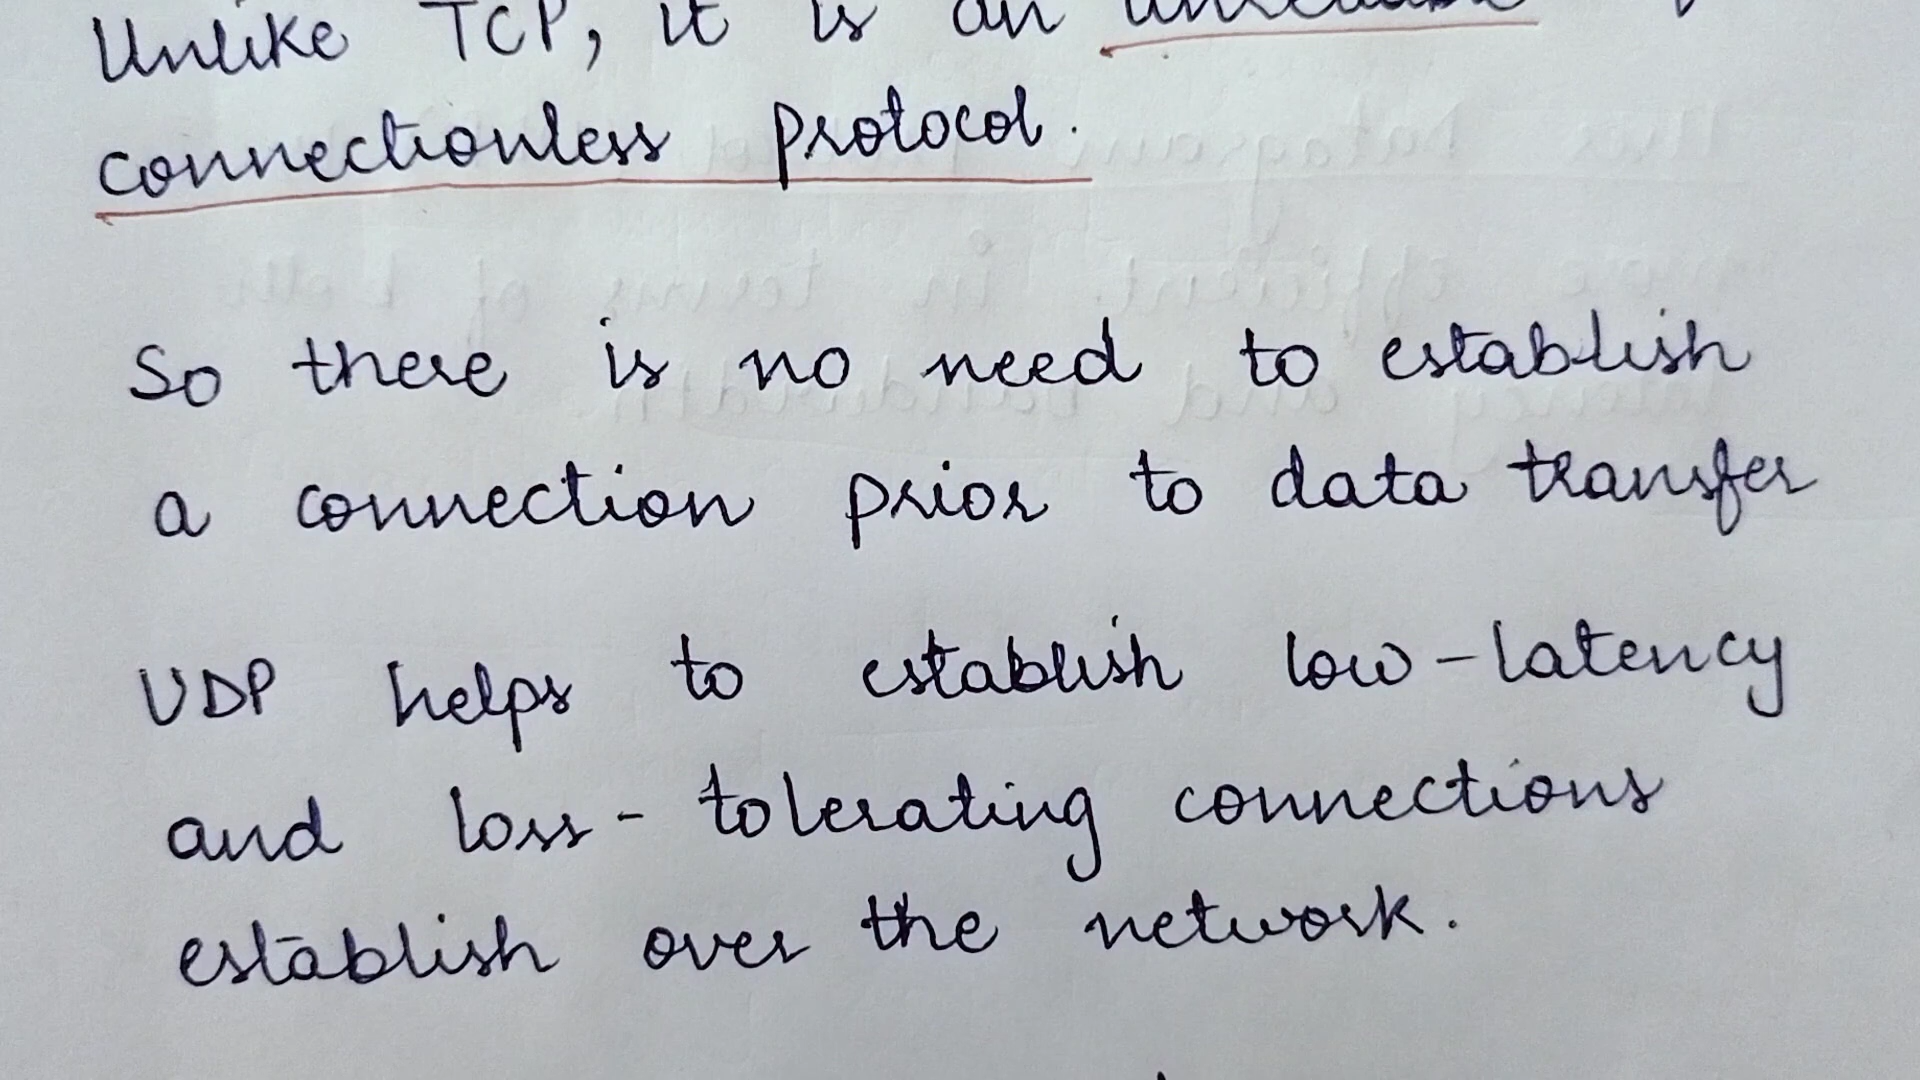 Unlike TCP, it is an unreliable
connectionless protocol.
So there is no need to establish
a connection prior to data transfer
UDP helps to establish low-latency
and loss-tolerating connections
establish over the network.